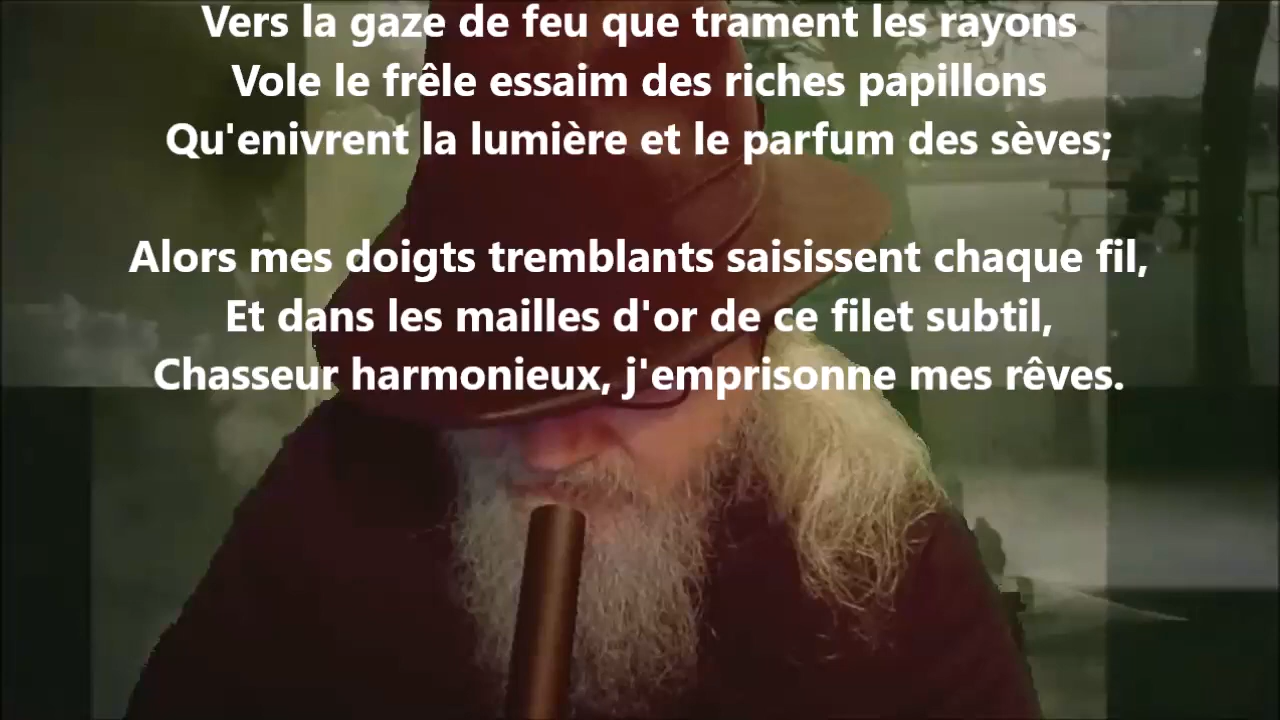 Vers la gaze de feu que trament les rayons
Vole le frêle essaim des riches papillons
Qu'enivrent la lumière et le parfum des sèves;
Alors mes doigts tremblants saisissent chaque fil,
Et dans les mailles d'or de ce filet subtil,
Chasseur harmonieux, j'emprisonne mes rêves.